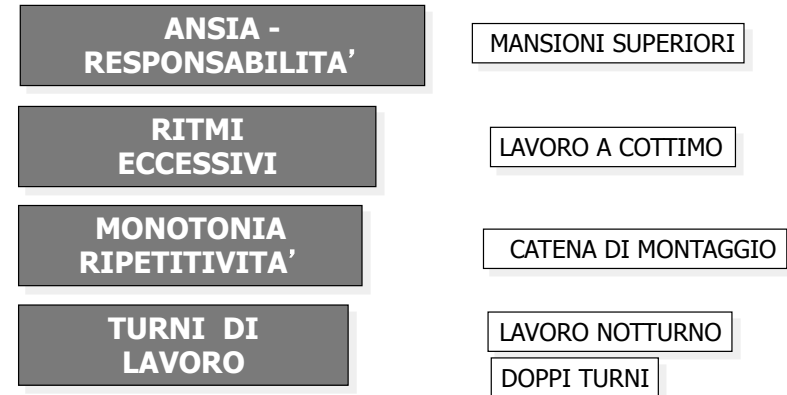 ANSIA -
RESPONSABILITA’
MANSIONI SUPERIORI
RITMI
ECCESSIVI
LAVORO A COTTIMO
MONOTONIA
RIPETITIVITA’
CATENA DI MONTAGGIO
TURNI DI
LAVORO
LAVORO NOTTURNO
DOPPI TURNI